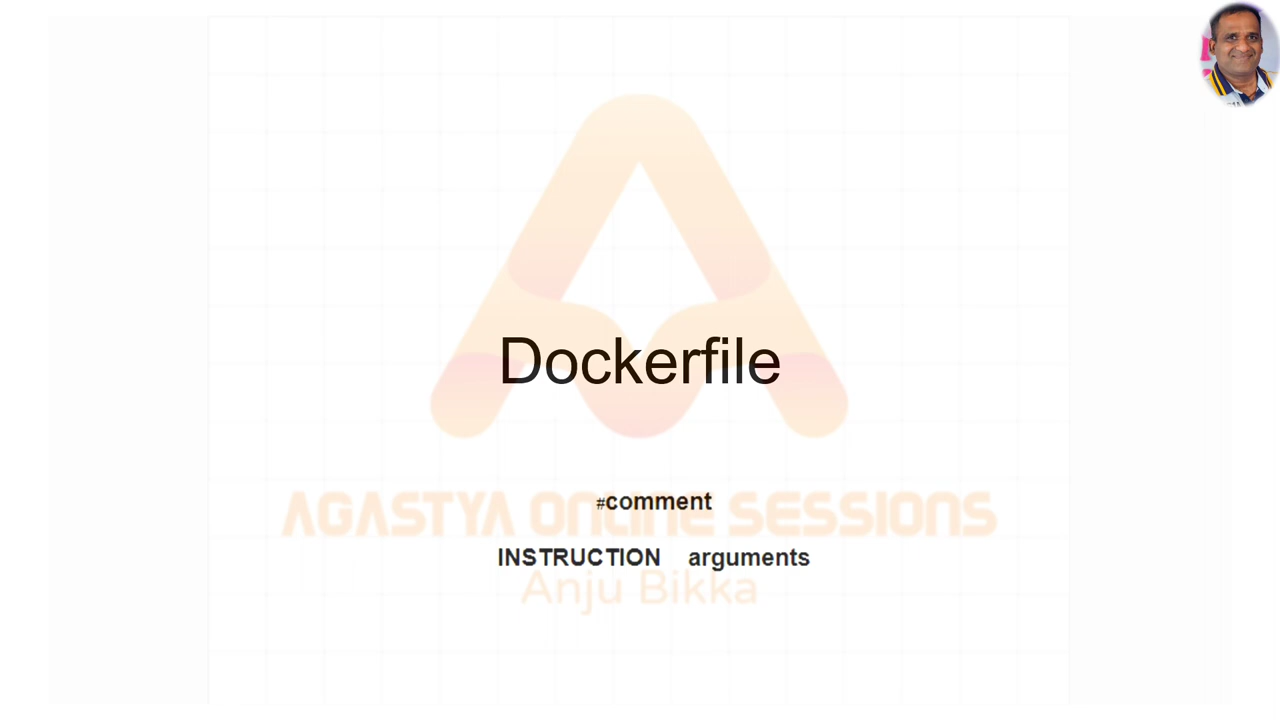 Dockerfile
#comment
AGASTYA OnLine SESSIONS
INSTRUCTION arguments
Anju Bikka